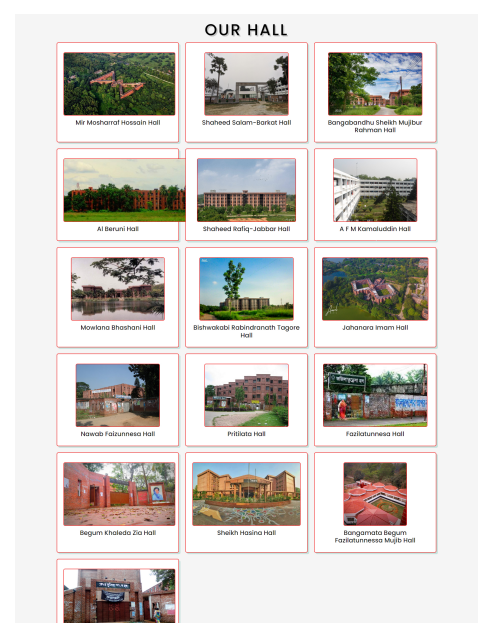 OUR HALL
Mir Mosharraf Hossain Hall
Shaheed Salam-Barkat Hall
Bangabandhu Sheikh Mujibur
Rahman Hall
Al Beruni Hall
Shaheed Rafiq-Jabbar Hall
A F M Kamaluddin Hall
Mowlana Bhashani Hall
Bishwakabi Rabindranath Tagore
Hall
Jahanara Imam Hall
Nawab Faizunnesa Hall
Pritilata Hall
Fazilatunnesa Hall
Begum Khaleda Zia Hall
Sheikh Hasina Hall
Bangamata Begum
Fazilatunnessa Mujib Hall